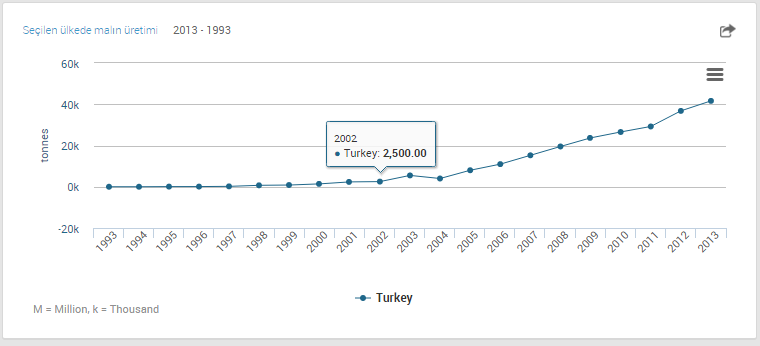 Seçilen ülkede malın üretimi 2013 - 1993
60k
40k
20k
0k
-20k
tonnes
2002
Turkey: 2,500.00
1993 1994 1995 1996 1997 1998 1999 2000 2001 2002 2003 2004 2005 2006 2007 2008 2009 2010 2011 2012 2013
Turkey
M = Million, k = Thousand